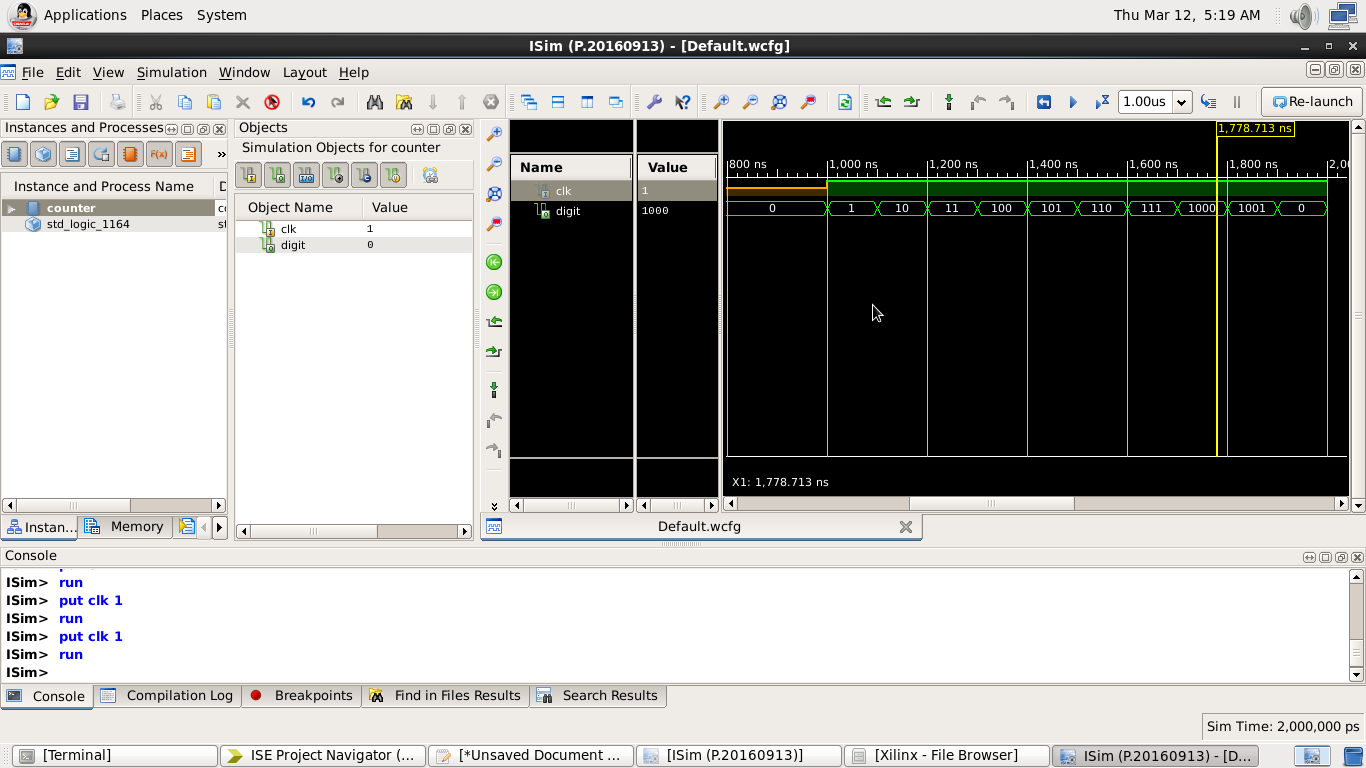 Applications Places System Thu Mar 12, 5:19 AM
ISim (P.20160913) - [Default.wcfg]
File Edit View Simulation Window Layout Help
1.00us Re-launch
Instances and Processes
Instance and Process Name D
counter co
std_logic_1164 st
Instan... Memory
Objects
Simulation Objects for counter
Object Name Value
clk 1
digit 0
Name Value
clk 1
digit 1000
1,778.713 ns
800 ns 1,000 ns 1,200 ns 1,400 ns 1,600 ns 1,800 ns 2,0
0 1 10 11 100 101 110 111 1000 1001 0
X1: 1,778.713 ns
Default.wcfg
Console
ISim> run
ISim> put clk 1
ISim> run
ISim> put clk 1
ISim> run
ISim>
Console Compilation Log Breakpoints Find in Files Results Search Results
Sim Time: 2,000,000 ps
[Terminal] ISE Project Navigator (... [*Unsaved Document ... [ISim (P.20160913)] [Xilinx - File Browser] ISim (P.20160913) - [D...